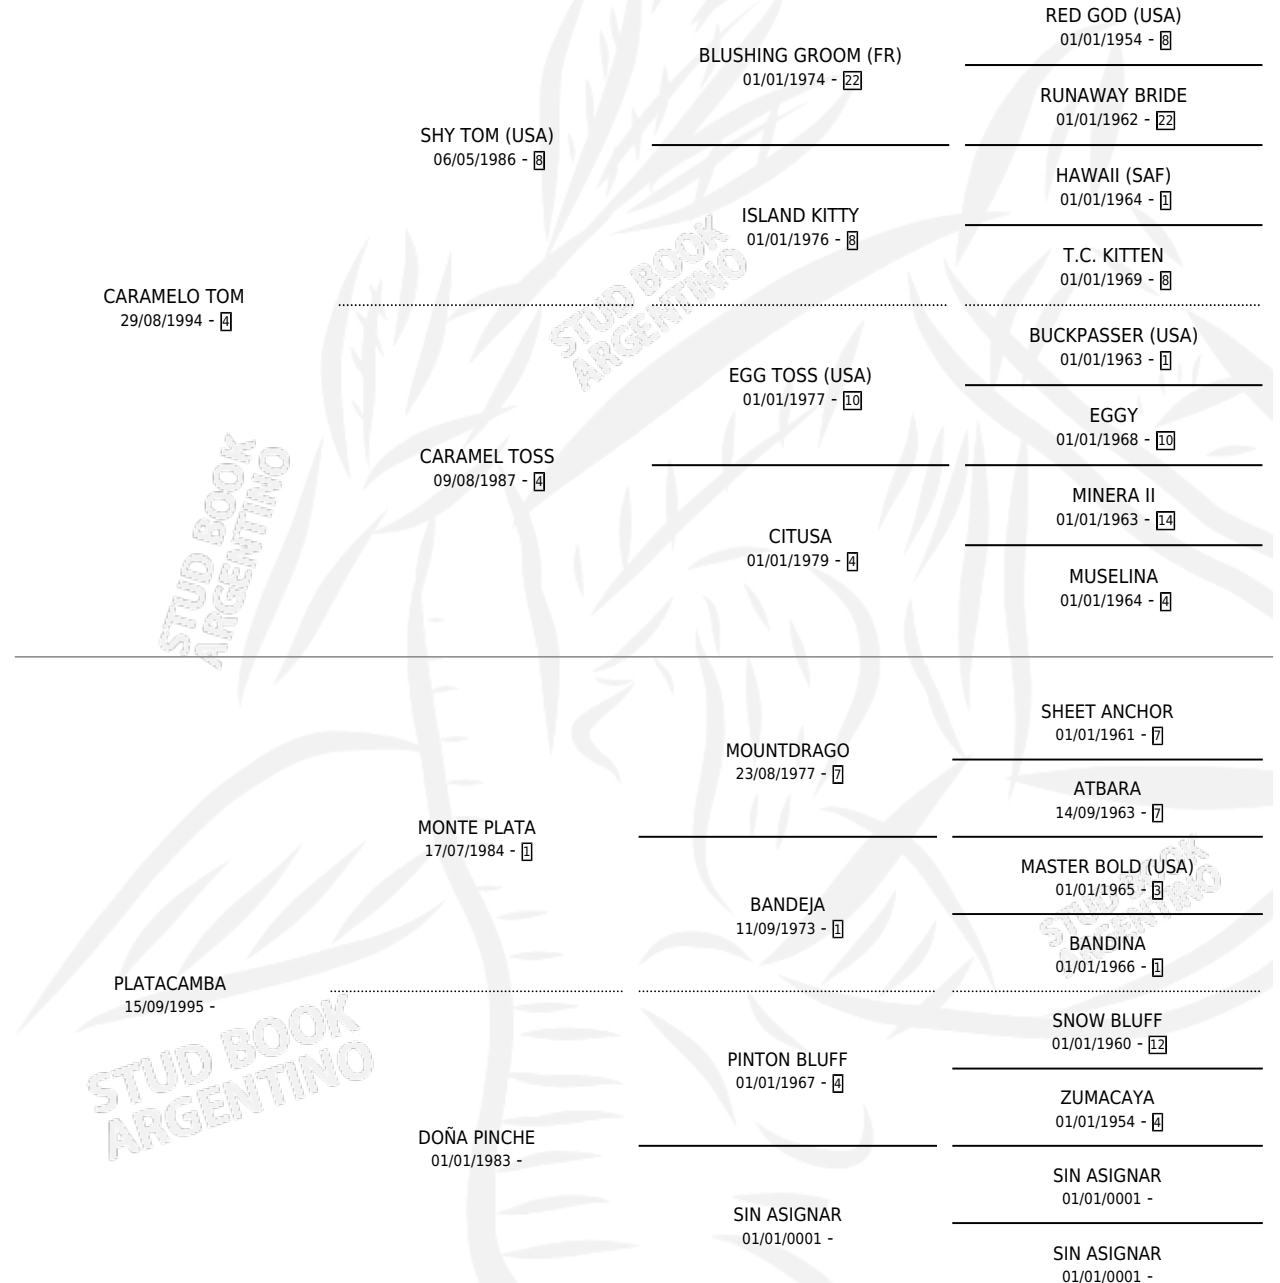 RED GOD (USA)
01/01/1954 - 8
BLUSHING GROOM (FR)
01/01/1974 - 22
RUNAWAY BRIDE
01/01/1962 - 22
SHY TOM (USA)
06/05/1986 - 8
HAWAII (SAF)
01/01/1964 - 1
ISLAND KITTY
01/01/1976 - 8
T.C. KITTEN
01/01/1969 - 8
CARAMELO TOM
29/08/1994 - 4
BUCKPASSER (USA)
01/01/1963 - 1
EGG TOSS (USA)
01/01/1977 - 10
EGGY
01/01/1968 - 10
CARAMEL TOSS
09/08/1987 - 4
MINERA II
01/01/1963 - 14
CITUSA
01/01/1979 - 4
MUSELINA
01/01/1964 - 4
SHEET ANCHOR
01/01/1961 - 7
MOUNTDRAGO
23/08/1977 - 7
ATBARA
14/09/1963 - 7
MONTE PLATA
17/07/1984 - 1
MASTER BOLD (USA)
01/01/1965 - 3
BANDEJA
11/09/1973 - 1
BANDINA
01/01/1966 - 1
PLATACAMBA
15/09/1995 -
SNOW BLUFF
01/01/1960 - 12
PINTON BLUFF
01/01/1967 - 4
ZUMACAYA
01/01/1954 - 4
DOÑA PINCHE
01/01/1983 -
SIN ASIGNAR
01/01/0001 -
SIN ASIGNAR
01/01/0001 -
SIN ASIGNAR
01/01/0001 -
STUD BOOK
ARGENTINO
STUD BOOK
ARGENTINO
STUD BOOK
ARGENTINO
STUD BOOK
ARGENTINO